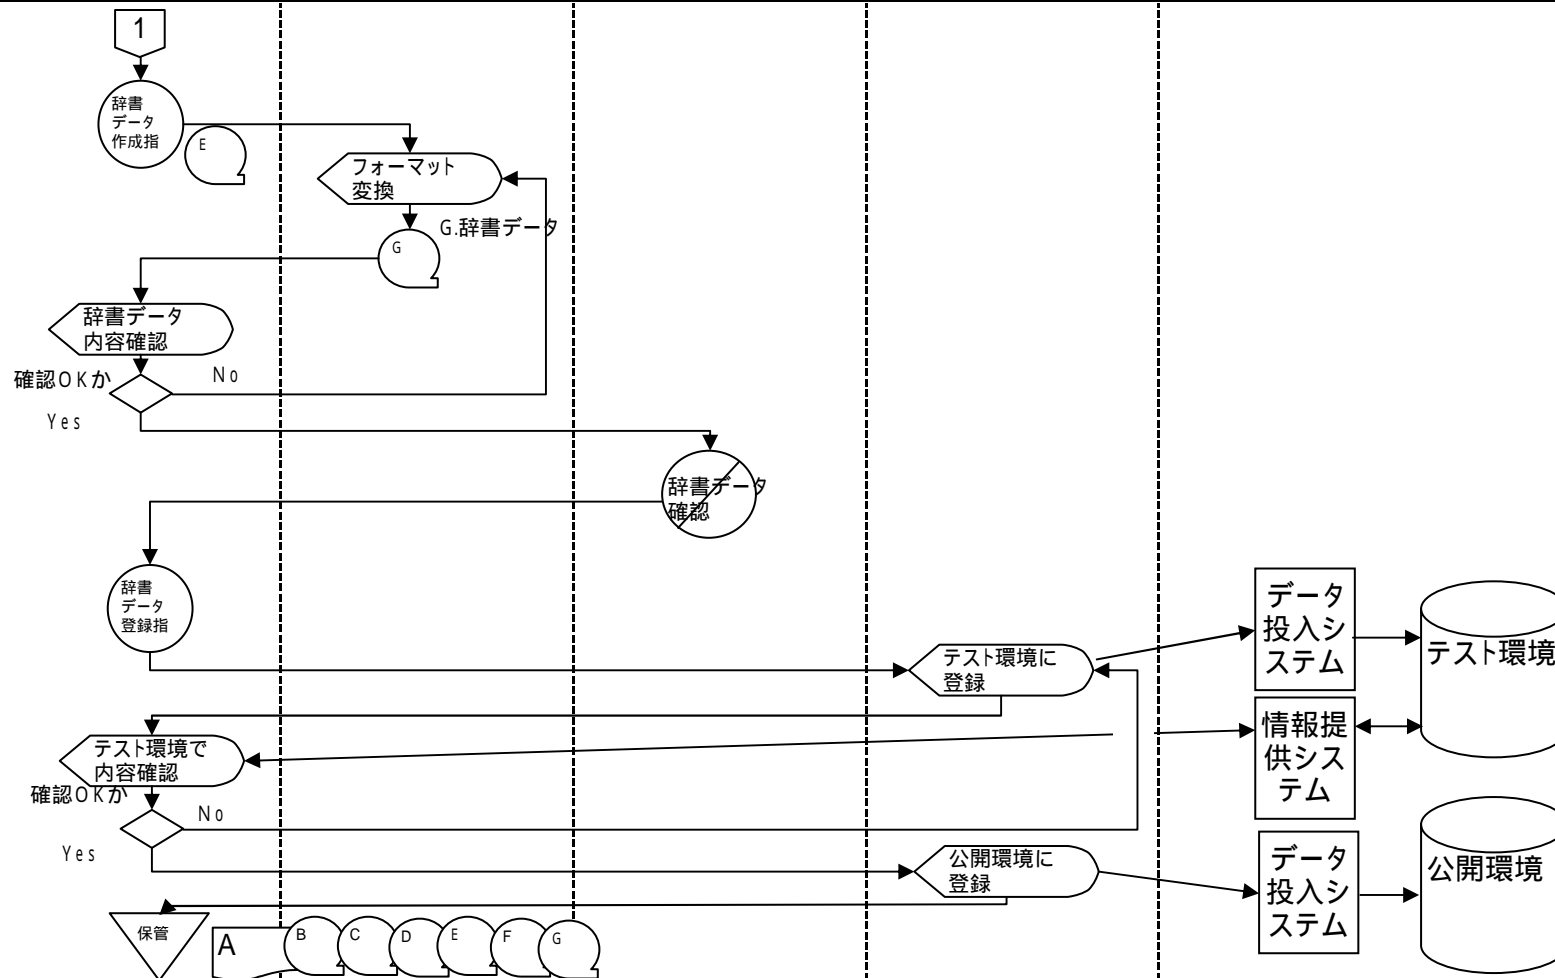 1
辞書
データ
作成指
E
フォーマット
変換
G.辞書データ
G
辞書データ
内容確認
確認OKか
No
Yes
辞書データ
確認
辞書
データ
登録指
テスト環境に
登録
データ
投入シ
ステム
テスト環境
情報提
供シス
テム
テスト環境で
内容確認
確認OKか
No
Yes
公開環境に
登録
データ
投入シ
ステム
公開環境
保管
A
B
C
D
E
F
G